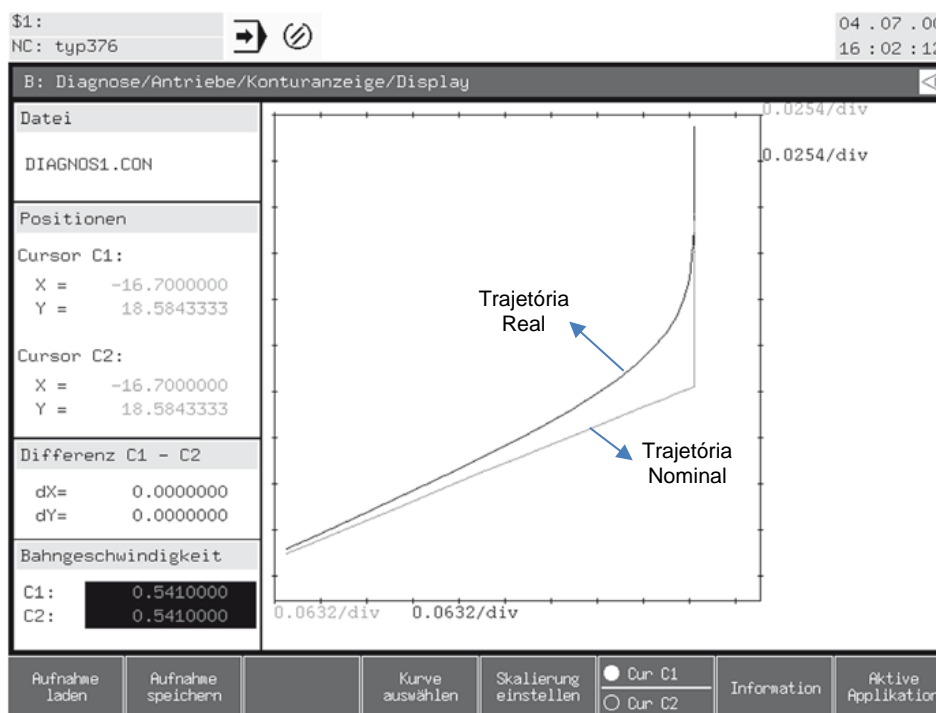 $1:
NC: typ376
04 .07 .00
16 :02 :12
B: Diagnose/Antriebe/Konturanzeige/Display
Datei
DIAGNOS1.CON
Positionen
Cursor C1:
X = -16.7000000
Y = 18.5843333
Cursor C2:
X = -16.7000000
Y = 18.5843333
Differenz C1 - C2
dX= 0.0000000
dY= 0.0000000
Bahngeschwindigkeit
C1: 0.5410000
C2: 0.5410000
0.0254/div
0.0254/div
Trajetória
Real
Trajetória
Nominal
0.0632/div 0.0632/div
Aufnahme
laden
Aufnahme
speichern
Kurve
auswählen
Skalierung
einstellen
Cur C1
Cur C2
Information
Aktive
Applikation